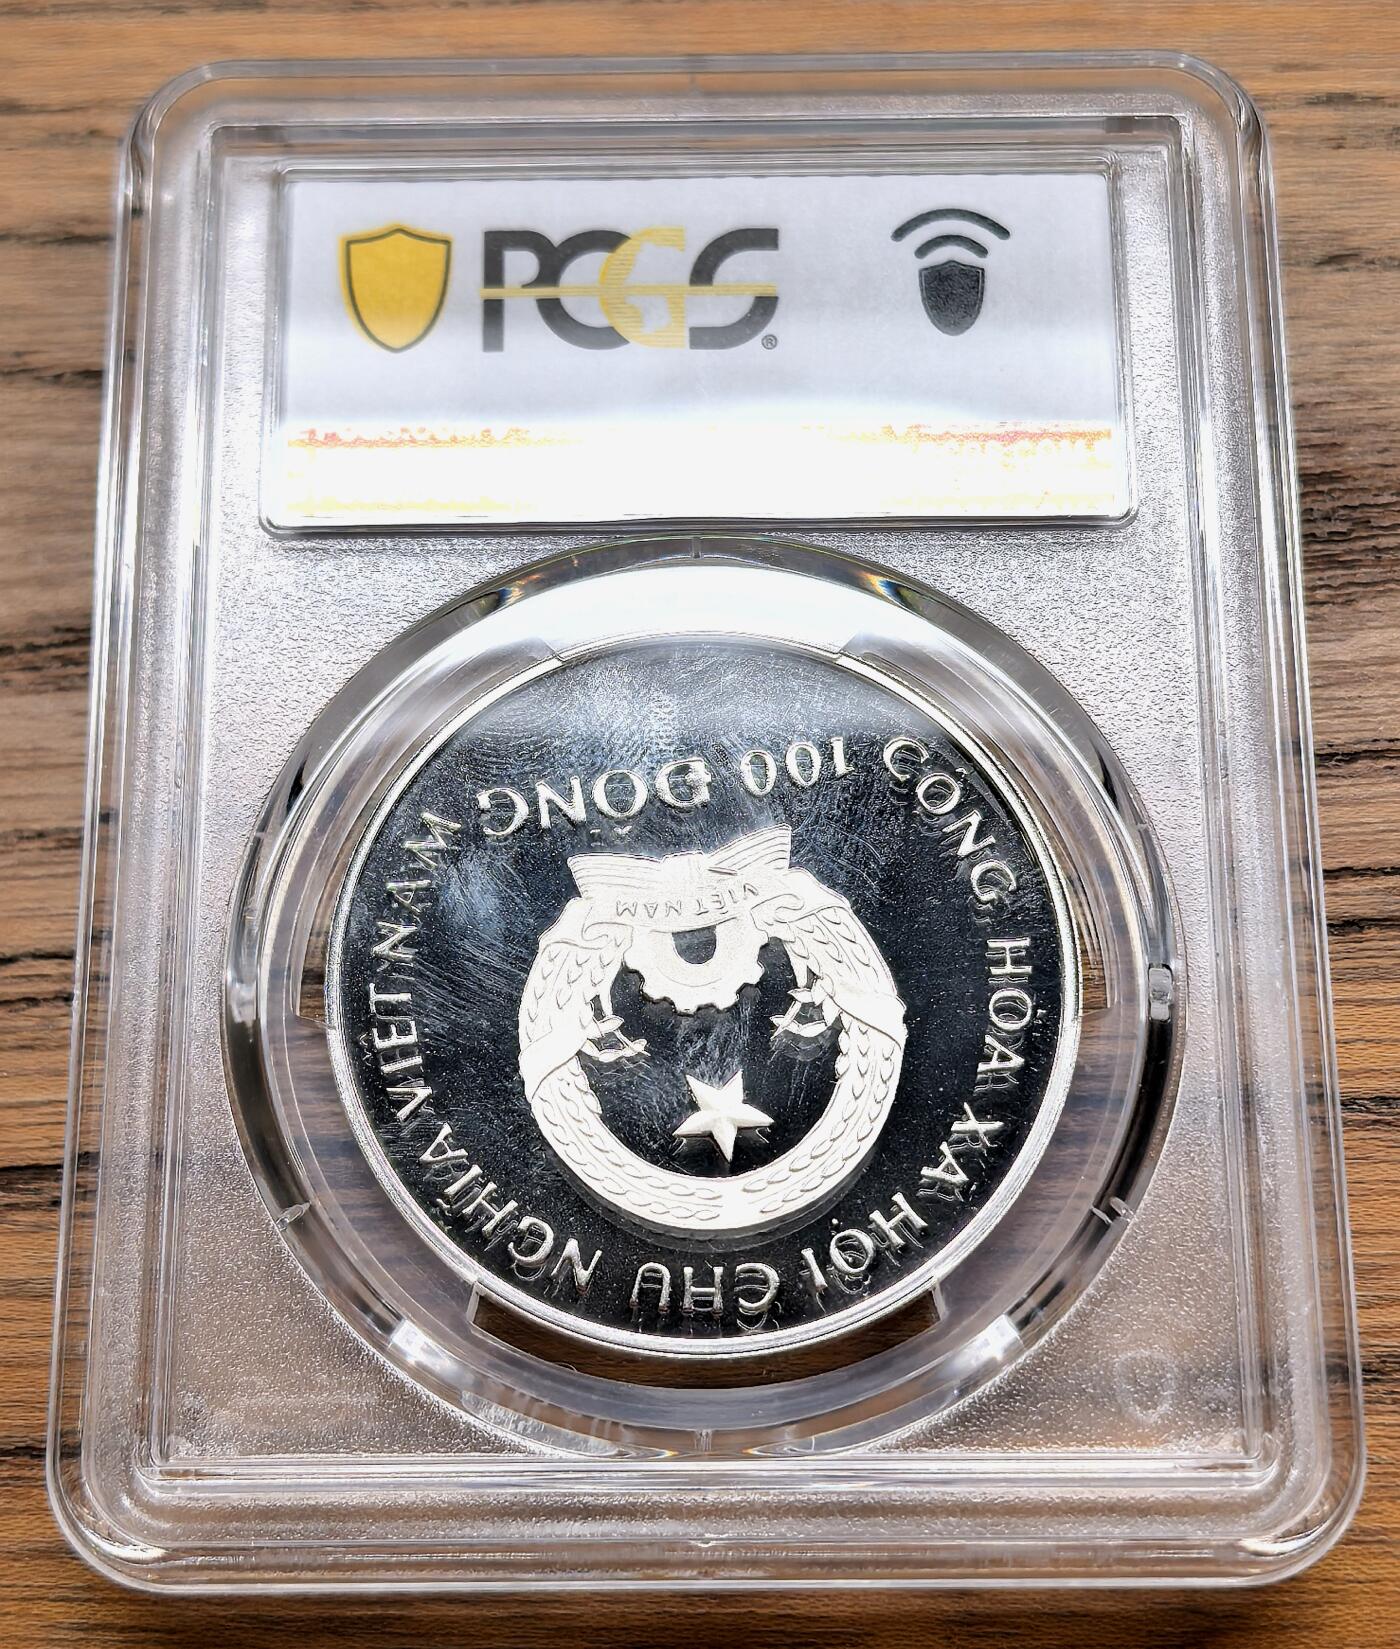 PCGS®
CỘNG HÒA XÃ HỘI CHỦ NGHĨA VIỆT NAM
100 ĐỒNG
VIỆT NAM